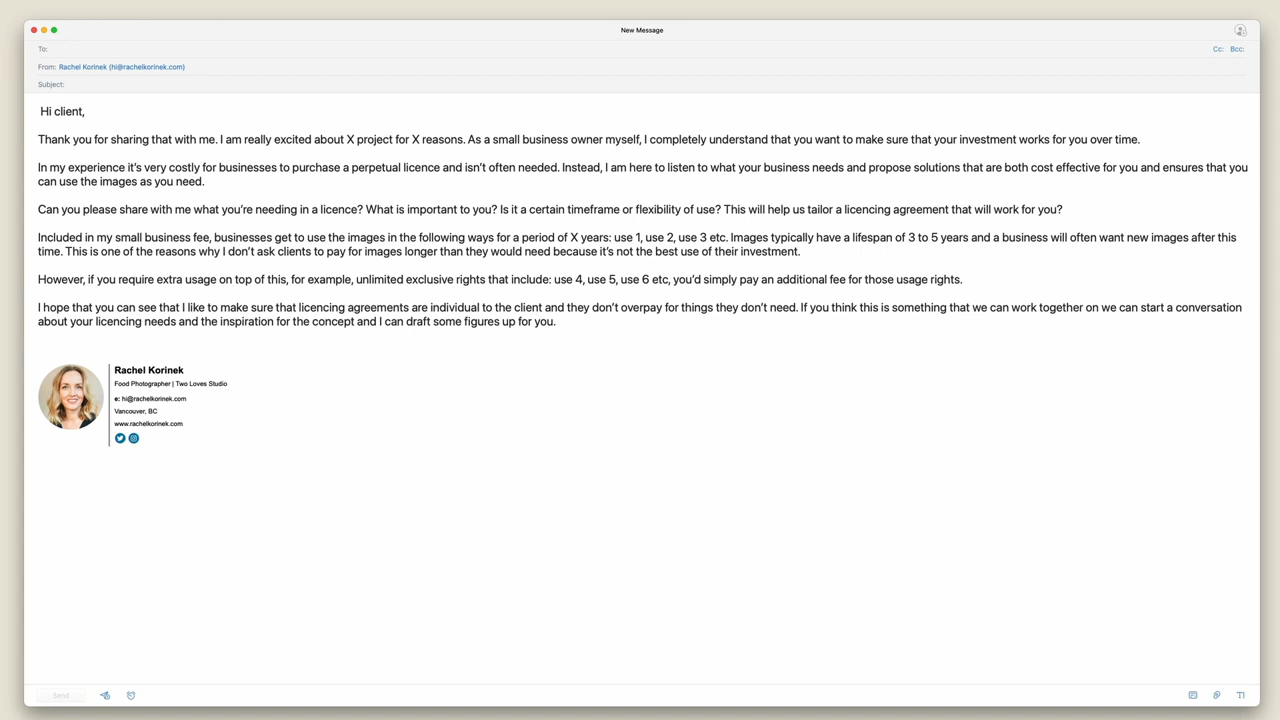 New Message
To:
Cc:
Bcc:
From: Rachel Korinek (hi@rachelkorinek.com)
Subject:
Hi client,
Thank you for sharing that with me. I am really excited about X project for X reasons. As a small business owner myself, I completely understand that you want to make sure that your investment works for you over time.
In my experience it's very costly for businesses to purchase a perpetual licence and isn't often needed. Instead, I am here to listen to what your business needs and propose solutions that are both cost effective for you and ensures that you
can use the images as you need.
Can you please share with me what you're needing in a licence? What is important to you? Is it a certain timeframe or flexibility of use? This will help us tailor a licencing agreement that will work for you?
Included in my small business fee, businesses get to use the images in the following ways for a period of X years: use 1, use 2, use 3 etc. Images typically have a lifespan of 3 to 5 years and a business will often want new images after this
time. This is one of the reasons why I don't ask clients to pay for images longer than they would need because it's not the best use of their investment.
However, if you require extra usage on top of this, for example, unlimited exclusive rights that include: use 4, use 5, use 6 etc, you'd simply pay an additional fee for those usage rights.
I hope that you can see that I like to make sure that licencing agreements are individual to the client and they don't overpay for things they don't need. If you think this is something that we can work together on we can start a conversation
about your licencing needs and the inspiration for the concept and I can draft some figures up for you.
Rachel Korinek
Food Photographer | Two Loves Studio
e: hi@rachelkorinek.com
Vancouver, BC
www.rachelkorinek.com
Send